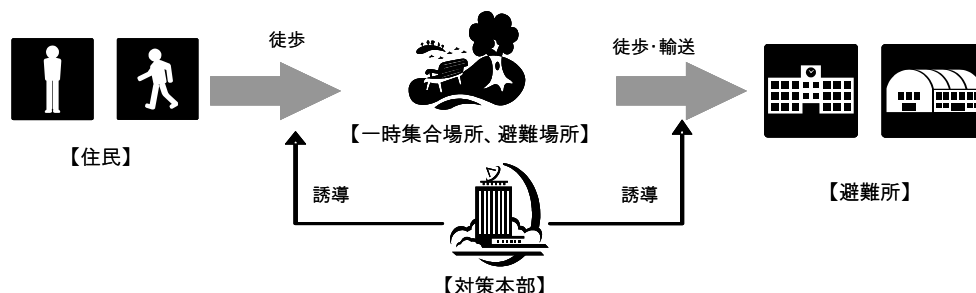 徒歩
徒歩・輸送
【一時集合場所、避難場所】
【住民】
【避難所】
誘導
誘導
【対策本部】